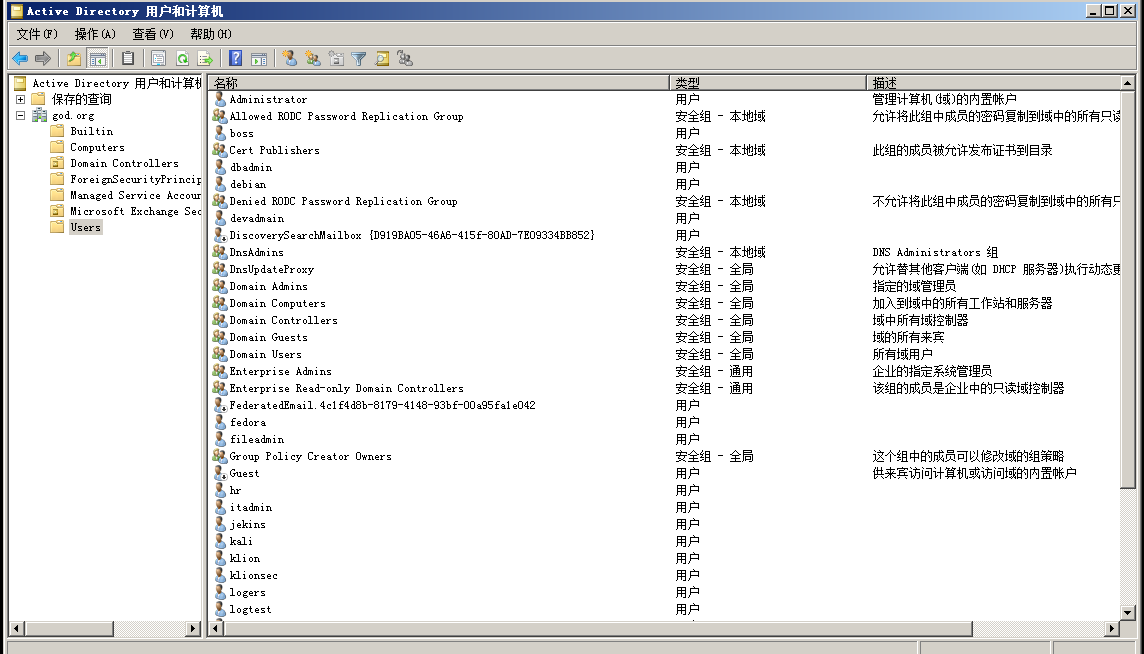 Active Directory 用户和计算机
文件(F) 操作(A) 查看(V) 帮助(H)
Active Directory 用户和计算机
保存的查询
god.org
Builtin
Computers
Domain Controllers
ForeignSecurityPrincip
Managed Service Accour
Microsoft Exchange Sec
Users
名称 类型 描述
Administrator 用户 管理计算机(域)的内置帐户
Allowed RODC Password Replication Group 安全组 - 本地域 允许将此组中成员的密码复制到域中的所有只读
boss 用户
Cert Publishers 安全组 - 本地域 此组的成员被允许发布证书到目录
dbadmin 用户
debian 用户
Denied RODC Password Replication Group 安全组 - 本地域 不允许将此组中成员的密码复制到域中的所有只
devadmain 用户
DiscoverySearchMailbox {D919BA05-46A6-415f-80AD-7E09334BB852} 用户
DnsAdmins 安全组 - 本地域 DNS Administrators 组
DnsUpdateProxy 安全组 - 全局 允许替其他客户端(如 DHCP 服务器)执行动态更
Domain Admins 安全组 - 全局 指定的域管理员
Domain Computers 安全组 - 全局 加入到域中的所有工作站和服务器
Domain Controllers 安全组 - 全局 域中所有域控制器
Domain Guests 安全组 - 全局 域的所有来宾
Domain Users 安全组 - 全局 所有域用户
Enterprise Admins 安全组 - 通用 企业的指定系统管理员
Enterprise Read-only Domain Controllers 安全组 - 通用 该组的成员是企业中的只读域控制器
FederatedEmail.4c1f4d8b-8179-4148-93bf-00a95fa1e042 用户
fedora 用户
fileadmin 用户
Group Policy Creator Owners 安全组 - 全局 这个组中的成员可以修改域的组策略
Guest 用户 供来宾访问计算机或访问域的内置帐户
hr 用户
itadmin 用户
jekins 用户
kali 用户
klion 用户
klionsec 用户
logers 用户
logtest 用户